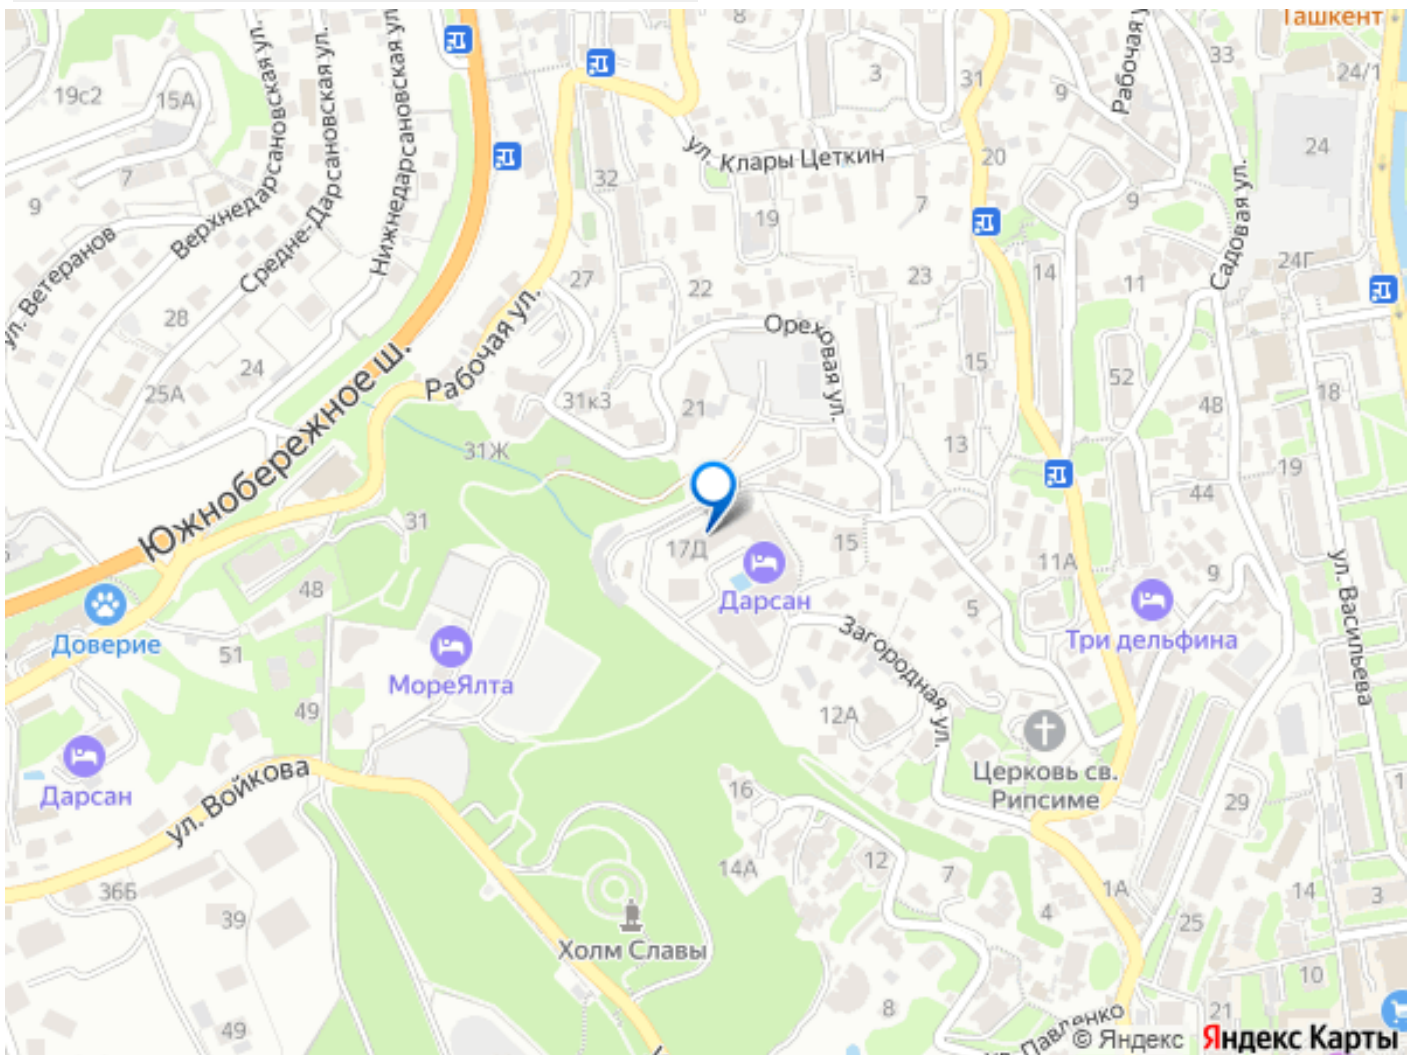 Ташкент
8
33
24/1
3
31
9
Рабочая у
19с2
15А
Верхнедарсановская ул.
Средне-Дарсановская ул.
Нижнедарсановская ул
ул. Клары Цеткин
20
24
7
9
32
7
9
19
Садовая ул.
ул. Ветеранов
27
22
23
14
11
24Г
28
Рабочая ул.
Ореховая ул.
24
25А
Южнобережное ш.
15
52
18
31к3
21
48
31Ж
13
19
44
31
17Д
15
11А
9
48
Дарсан
5
ул. Васильева
Доверие
51
МореЯлта
Загородная ул.
Три дельфина
49
12А
Дарсан
ул. Войкова
Церковь св.
Рипсиме
16
29
36Б
14А
12
7
1А
14
3
39
4
25
Холм Славы
10
49
8
21
ул. Павленко
© Яндекс Яндекс Карты